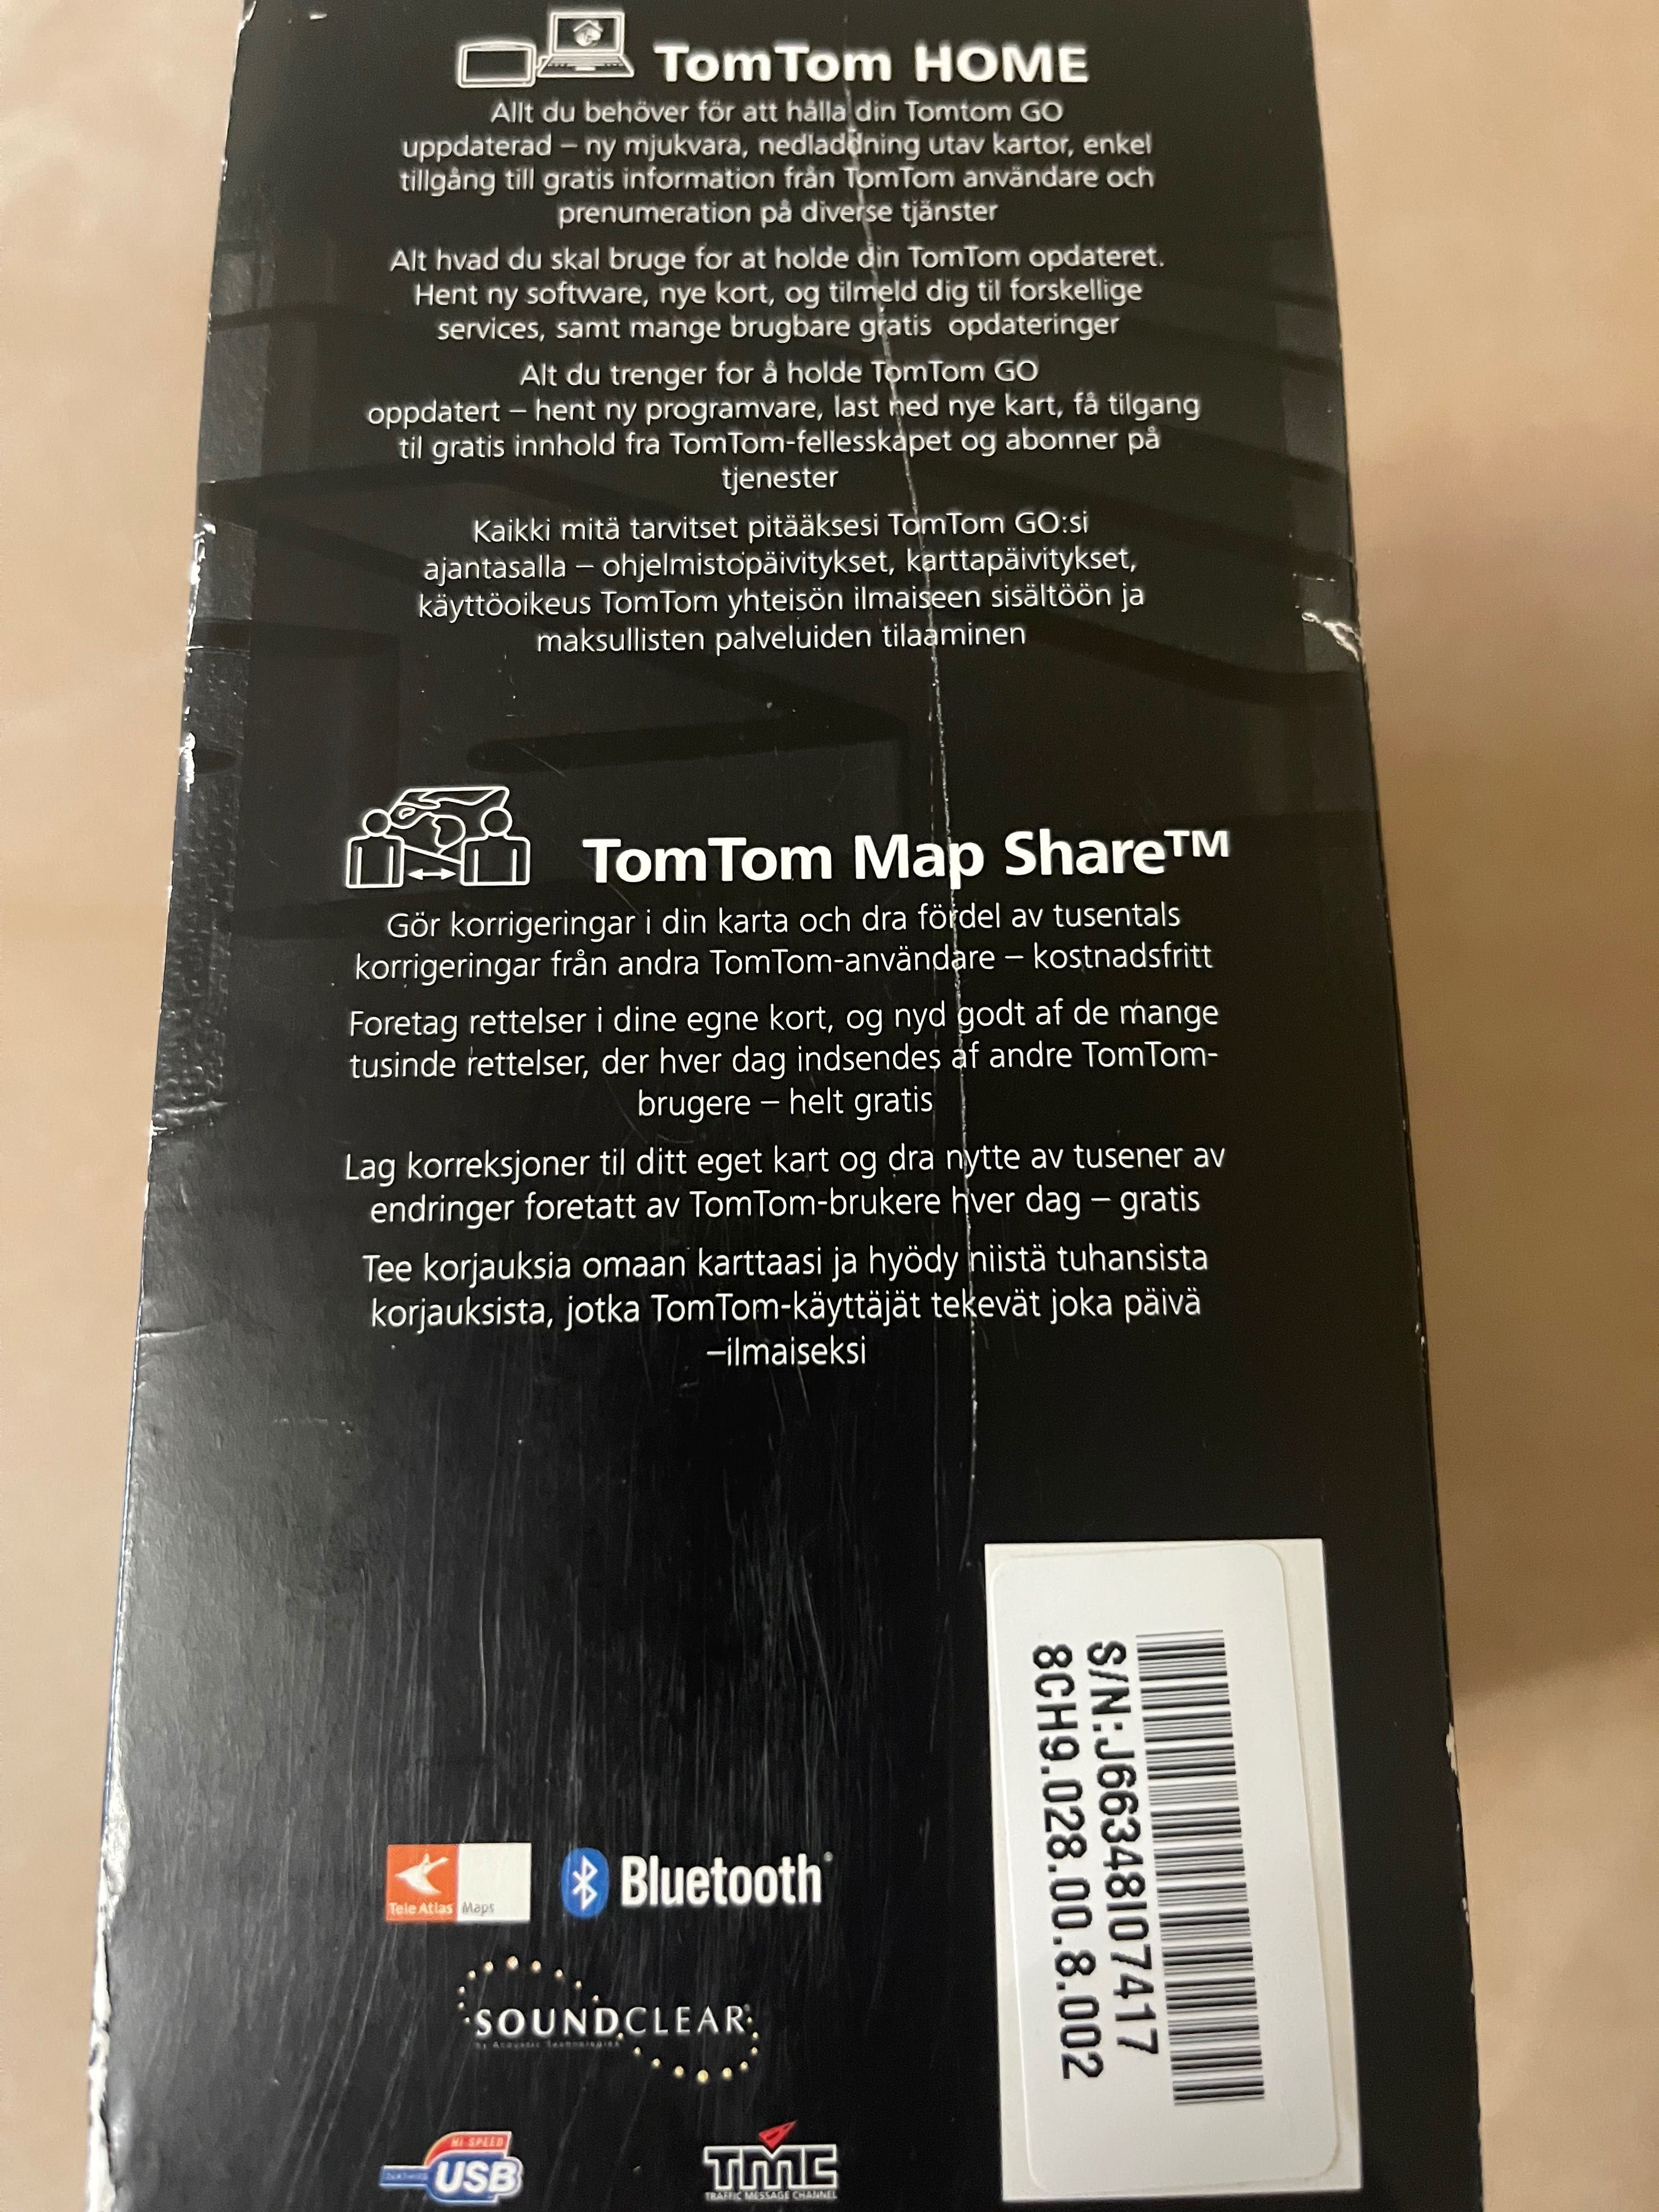 TomTom HOME
Allt du behöver för att hålla din Tomtom GO
uppdaterad – ny mjukvara, nedladdning utav kartor, enkel
tillgång till gratis information från TomTom användare och
prenumeration på diverse tjänster
Alt hvad du skal bruge for at holde din TomTom opdateret.
Hent ny software, nye kort, og tilmeld dig til forskellige
services, samt mange brugbare gratis opdateringer
Alt du trenger for å holde TomTom GO
oppdatert – hent ny programvare, last ned nye kart, få tilgang
til gratis innhold fra TomTom-fellesskapet og abonner på
tjenester
Kaikki mitä tarvitset pitääksesi TomTom GO:si
ajantasalla – ohjelmistopäivitykset, karttapäivitykset,
käyttöoikeus TomTom yhteisön ilmaiseen sisältöön ja
maksullisten palveluiden tilaaminen
TomTom Map Share™
Gör korrigeringar i din karta och dra fördel av tusentals
korrigeringar från andra TomTom-användare – kostnadsfritt
Foretag rettelser i dine egne kort, og nyd godt af de mange
tusinde rettelser, der hver dag indsendes af andre TomTom-
brugere – helt gratis
Lag korreksjoner til ditt eget kart og dra nytte av tusener av
endringer foretatt av TomTom-brukere hver dag – gratis
Tee korjauksia omaan karttaasi ja hyödy niistä tuhansista
korjauksista, jotka TomTom-käyttäjät tekevät joka päivä
–ilmaiseksi
S/N:J66348I07417
8CH9.028.00.8.002
Tele Atlas Maps
Bluetooth®
SOUNDCLEAR
by Acoustic Technologies
HI-SPEED
CERTIFIED USB
TMC
TRAFFIC MESSAGE CHANNEL